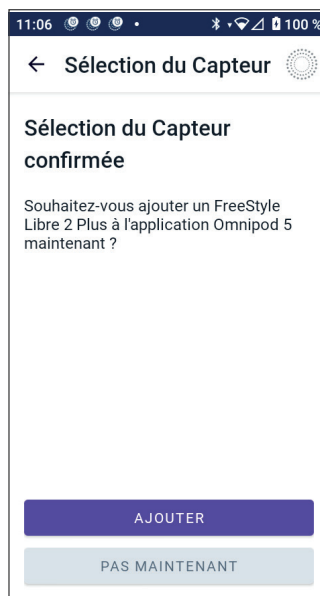 11:06 100 %
Sélection du Capteur
Sélection du Capteur
confirmée
Souhaitez-vous ajouter un FreeStyle
Libre 2 Plus à l'application Omnipod 5
maintenant ?
AJOUTER
PAS MAINTENANT